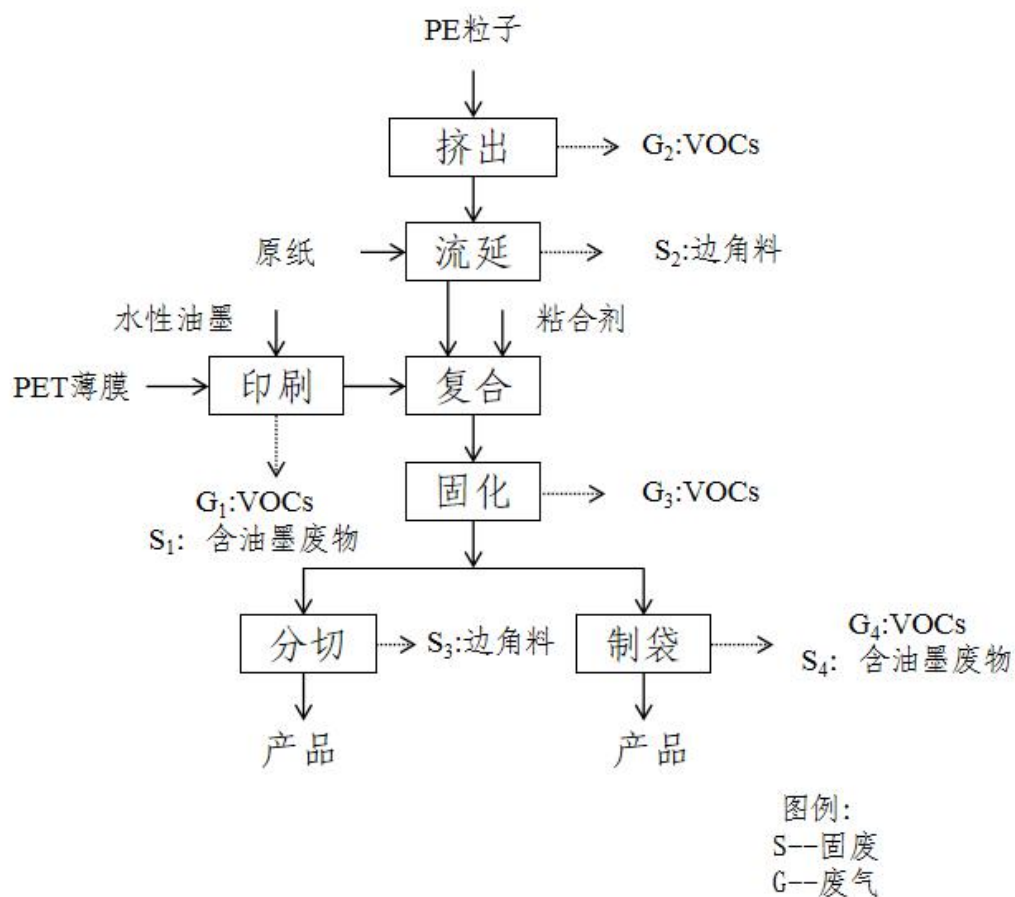 PE粒子
挤出
G₂:VOCs
原纸
流延
S₂:边角料
水性油墨
粘合剂
PET薄膜
印刷
复合
G₁:VOCs
S₁: 含油墨废物
固化
G₃:VOCs
分切
S₃:边角料
制袋
G₄:VOCs
S₄: 含油墨废物
产品
产品
图例:
S--固废
G--废气